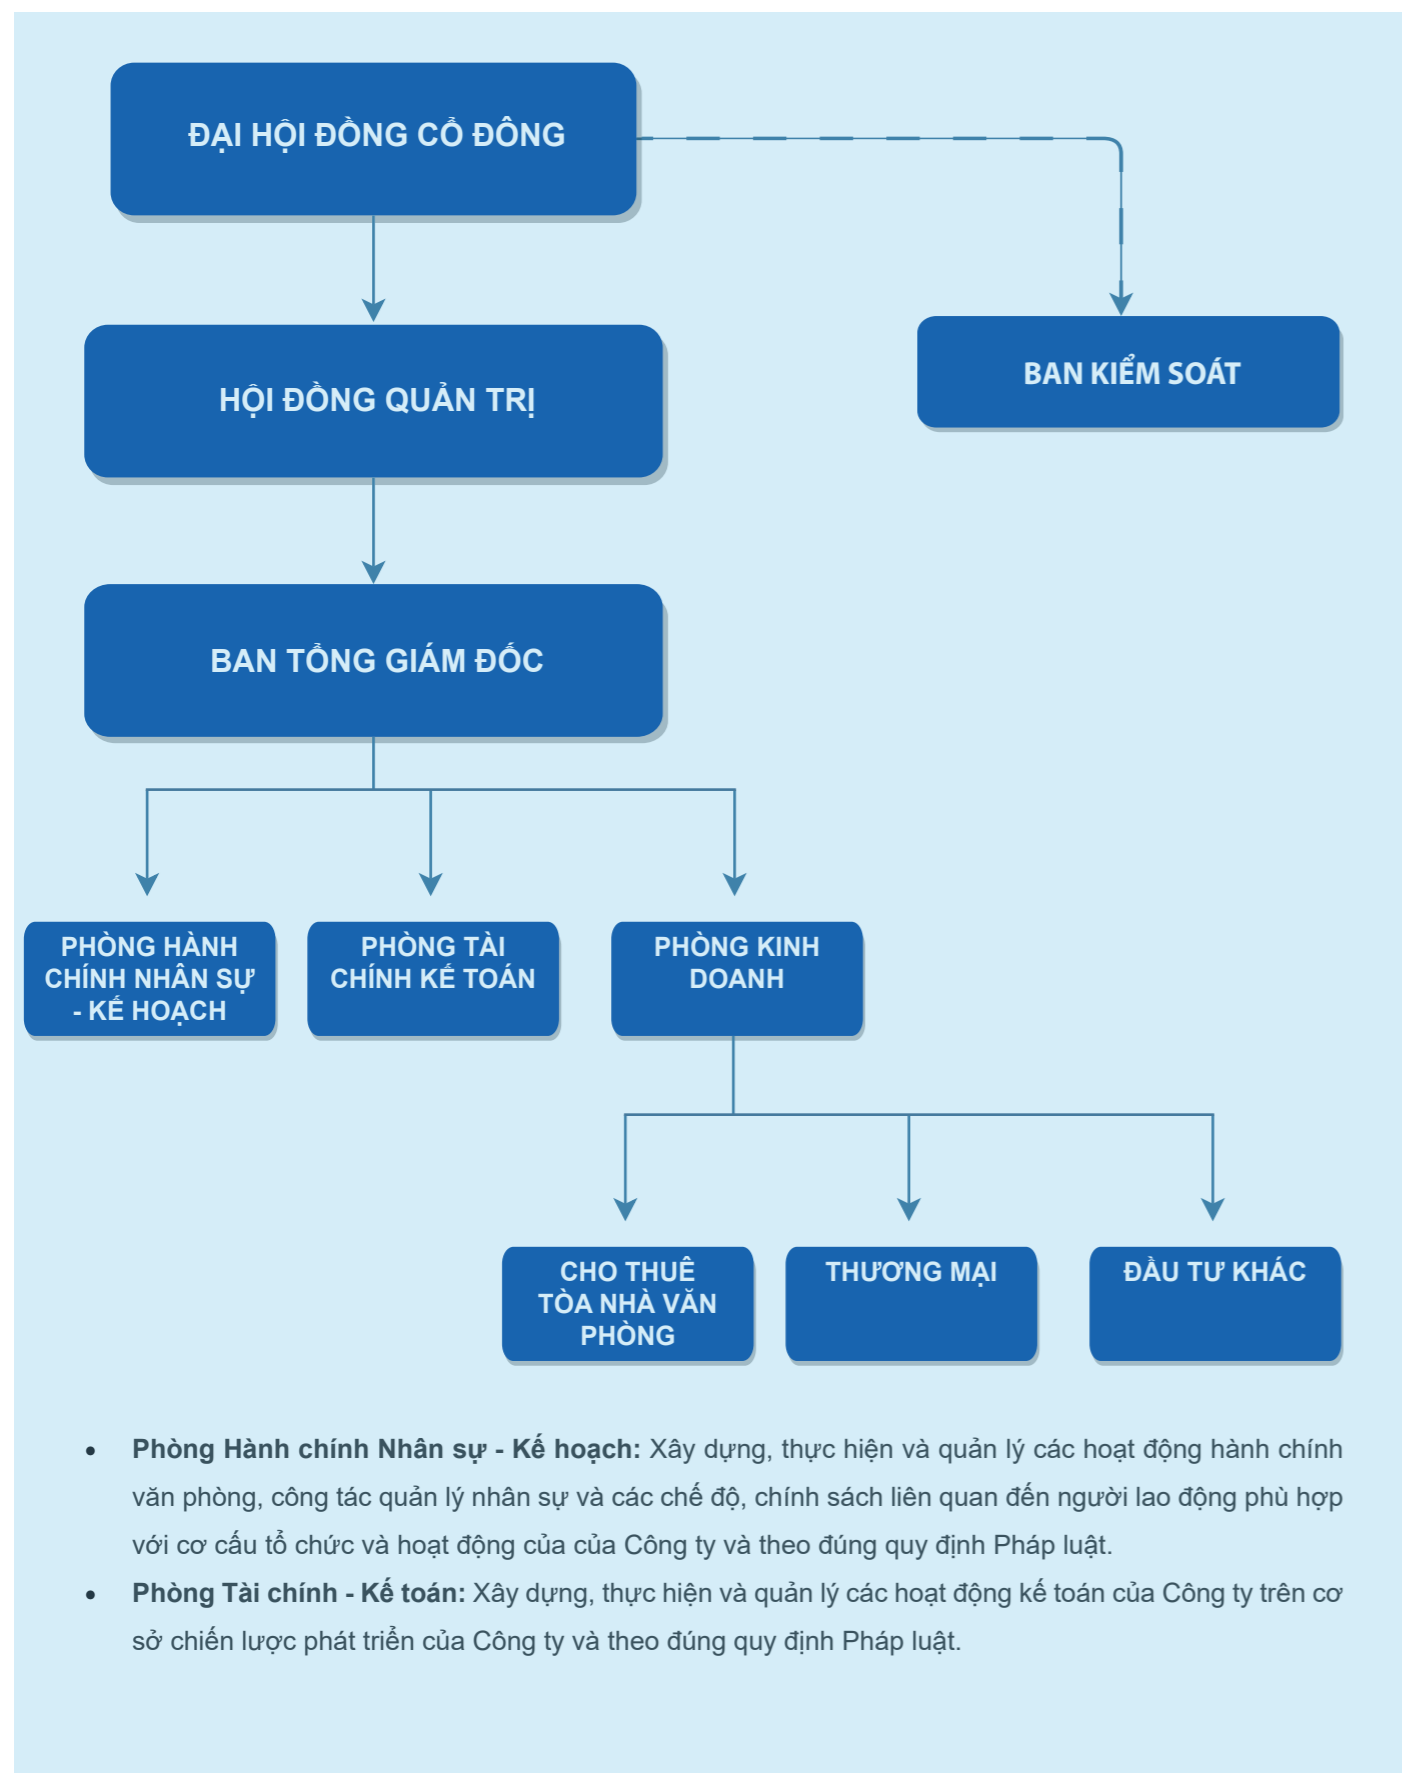 ĐẠI HỘI ĐỒNG CỔ ĐÔNG
HỘI ĐỒNG QUẢN TRỊ
BAN KIỂM SOÁT
BAN TỔNG GIÁM ĐỐC
PHÒNG HÀNH
CHÍNH NHÂN SỰ
- KẾ HOẠCH
PHÒNG TÀI
CHÍNH KẾ TOÁN
PHÒNG KINH
DOANH
CHO THUÊ
TÒA NHÀ VĂN
PHÒNG
THƯƠNG MẠI
ĐẦU TƯ KHÁC
• Phòng Hành chính Nhân sự - Kế hoạch: Xây dựng, thực hiện và quản lý các hoạt động hành chính
văn phòng, công tác quản lý nhân sự và các chế độ, chính sách liên quan đến người lao động phù hợp
với cơ cấu tổ chức và hoạt động của của Công ty và theo đúng quy định Pháp luật.
• Phòng Tài chính - Kế toán: Xây dựng, thực hiện và quản lý các hoạt động kế toán của Công ty trên cơ
sở chiến lược phát triển của Công ty và theo đúng quy định Pháp luật.